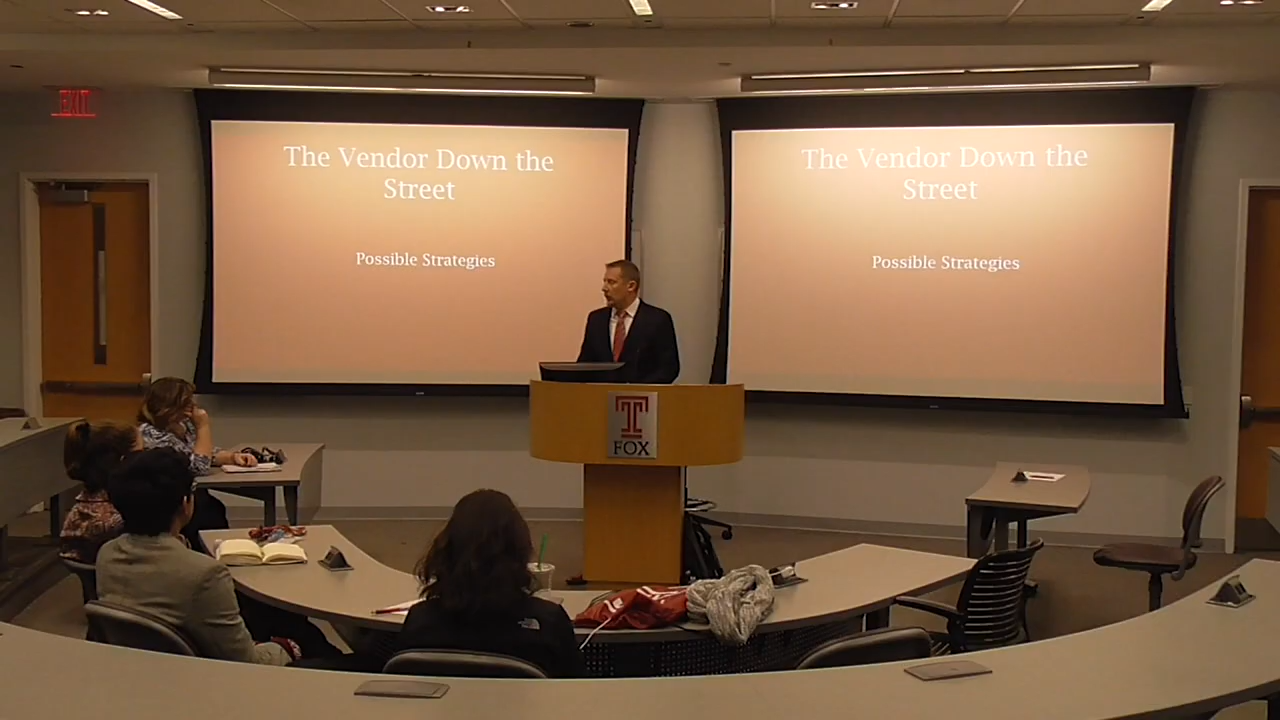 EXIT
The Vendor Down the
Street
Possible Strategies
The Vendor Down the
Street
Possible Strategies
T
FOX